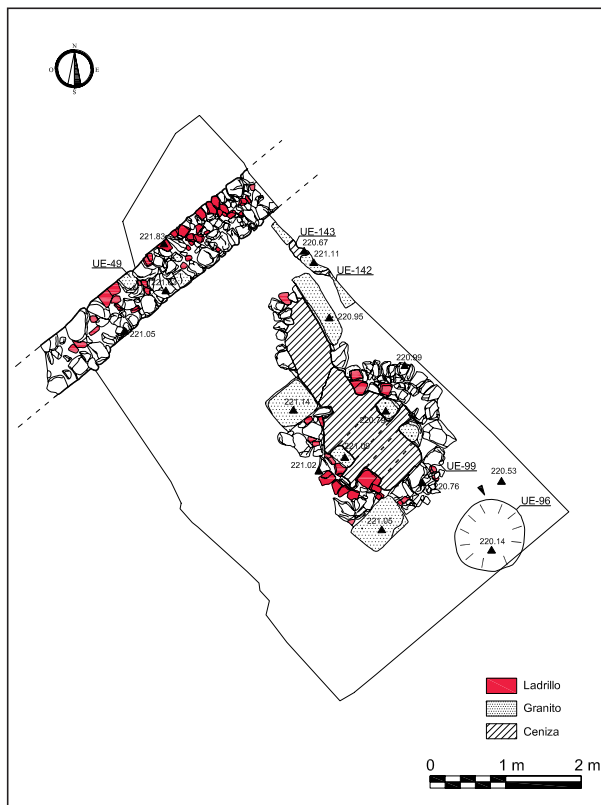 N
O E
S
UE-143
220.67
221.83
221.11
UE-49
UE-142
220.95
221.05
220.99
221.14
221.02
UE-99
220.76
220.53
UE-96
221.05
220.14
Ladrillo
Granito
Ceniza
0 1 m 2 m